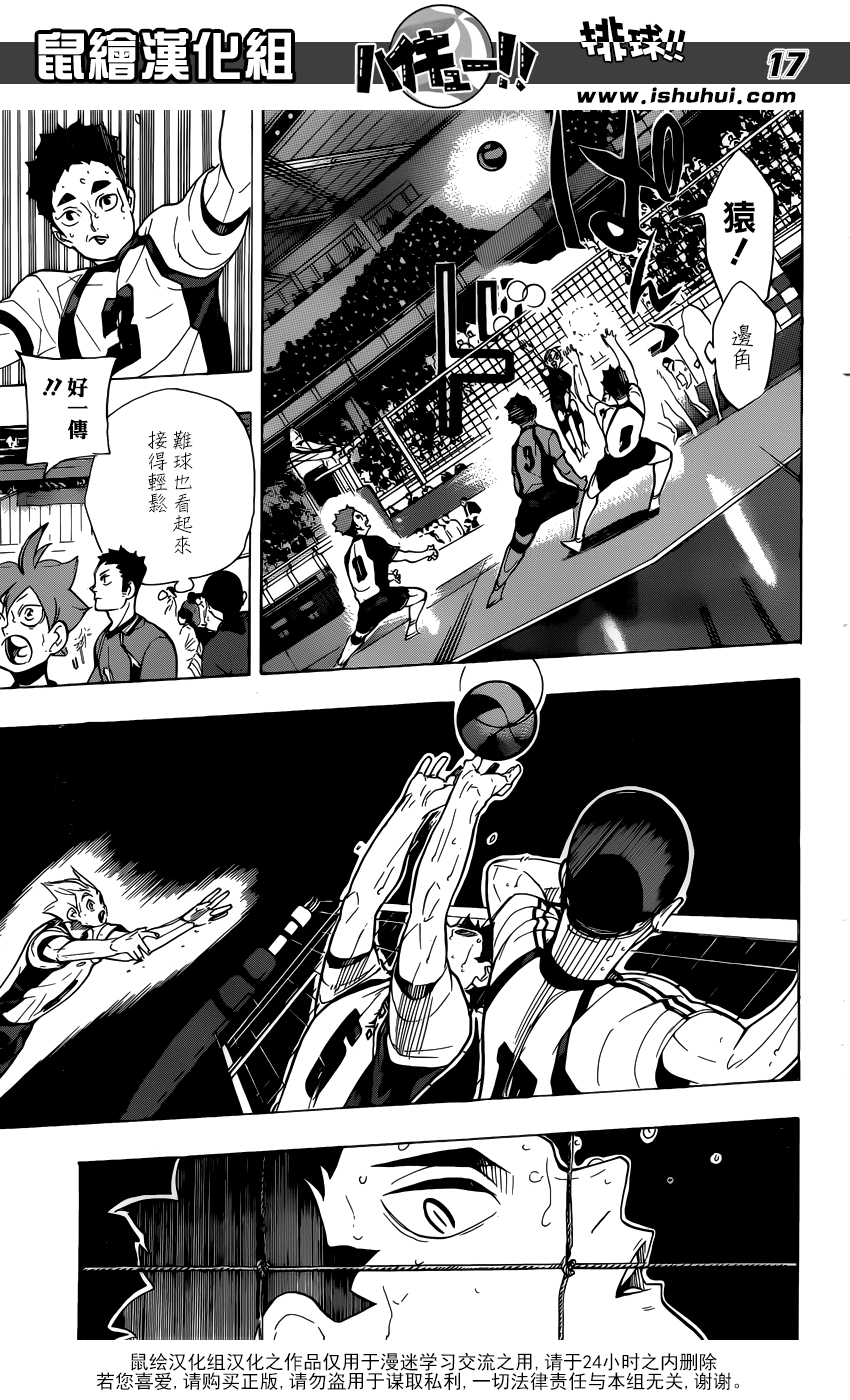 鼠繪漢化組
ハイキュー!!
排球!!
17
www.ishuhui.com
猿!
邊角
ぱん
3
好一傳!!
難球也看起來
接得輕鬆
鼠绘汉化组汉化之作品仅用于漫迷学习交流之用,请于24小时之内删除
若您喜爱,请购买正版,请勿盗用于谋取私利,一切法律责任与本组无关,谢谢。